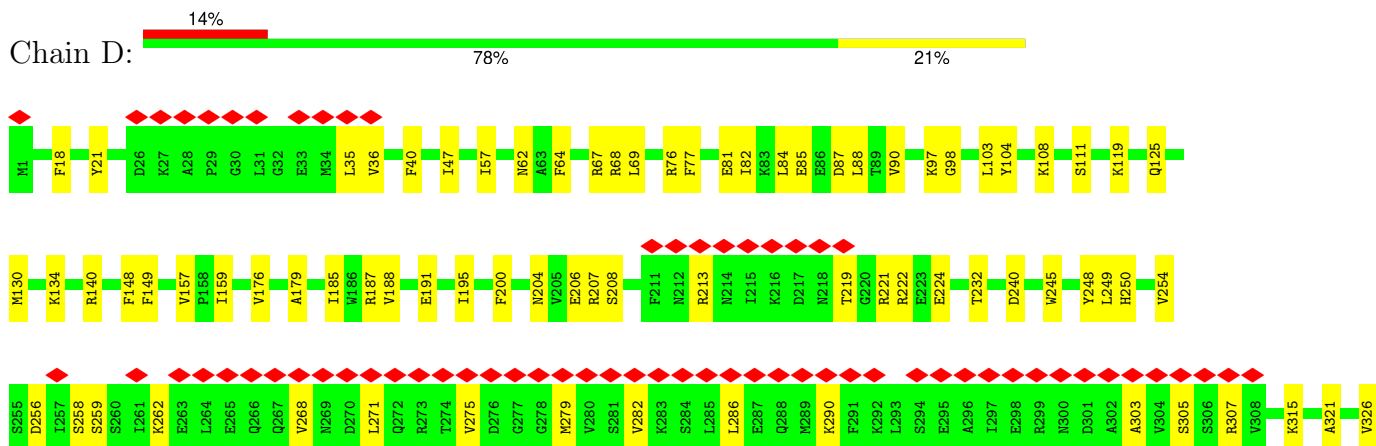 14%
Chain D:
78% 21%
M1 F18 Y21 D26 K27 A28 P29 G30 L31 G32 E33 M34 L35 V36 F40 I47 I57 N62 A63 F64 R67 R68 L69 R76 F77 E81 I82 K83 L84 E85 E86 D87 L88 T89 V90 K97 G98 L103 Y104 K108 S111 K119 Q125
M130 K134 R140 F148 F149 V157 P158 I159 V176 A179 I185 W186 R187 V188 E191 I195 F200 N204 V205 E206 R207 S208 F211 N212 R213 N214 I215 K216 D217 N218 T219 G220 R221 R222 E223 E224 T232 D240 W245 Y248 L249 H250 V254
S255 D256 I257 S258 S259 S260 I261 K262 E263 L264 E265 Q266 Q267 V268 N269 D270 L271 Q272 R273 T274 V275 D276 G277 G278 M279 V280 S281 V282 K283 S284 L285 L286 E287 Q288 M289 K290 F291 K292 L293 S294 E295 A296 I297 E298 R299 N300 D301 A302 A303 V304 S305 S306 R307 V308 K315 A321 V326